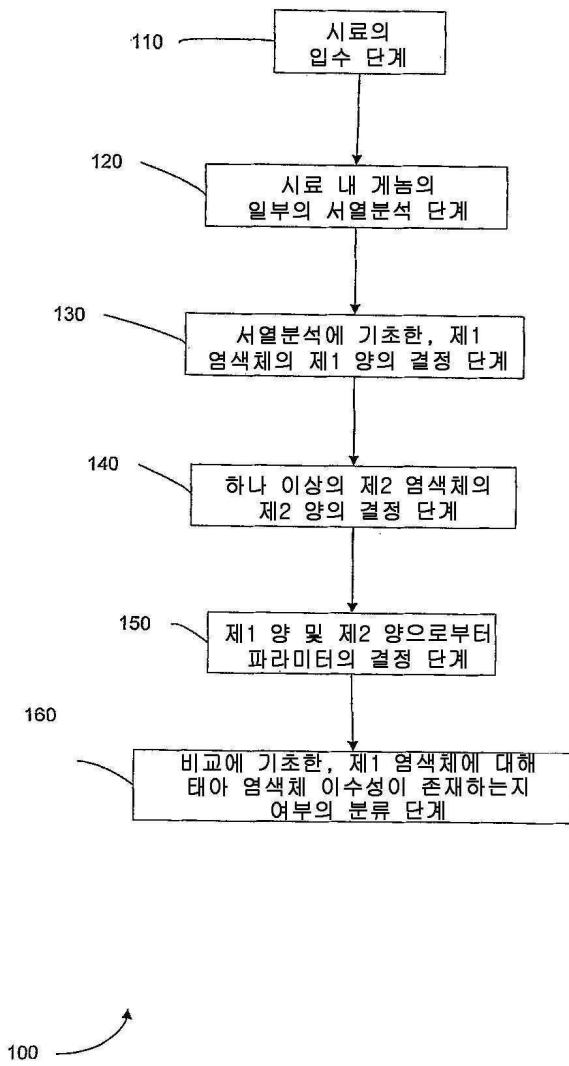 110
시료의
입수 단계
120
시료 내 게놈의
일부의 서열분석 단계
130
서열분석에 기초한, 제1
염색체의 제1 양의 결정 단계
140
하나 이상의 제2 염색체의
제2 양의 결정 단계
150
제1 양 및 제2 양으로부터
파라미터의 결정 단계
160
비교에 기초한, 제1 염색체에 대해
태아 염색체 이수성이 존재하는지
여부의 분류 단계
100